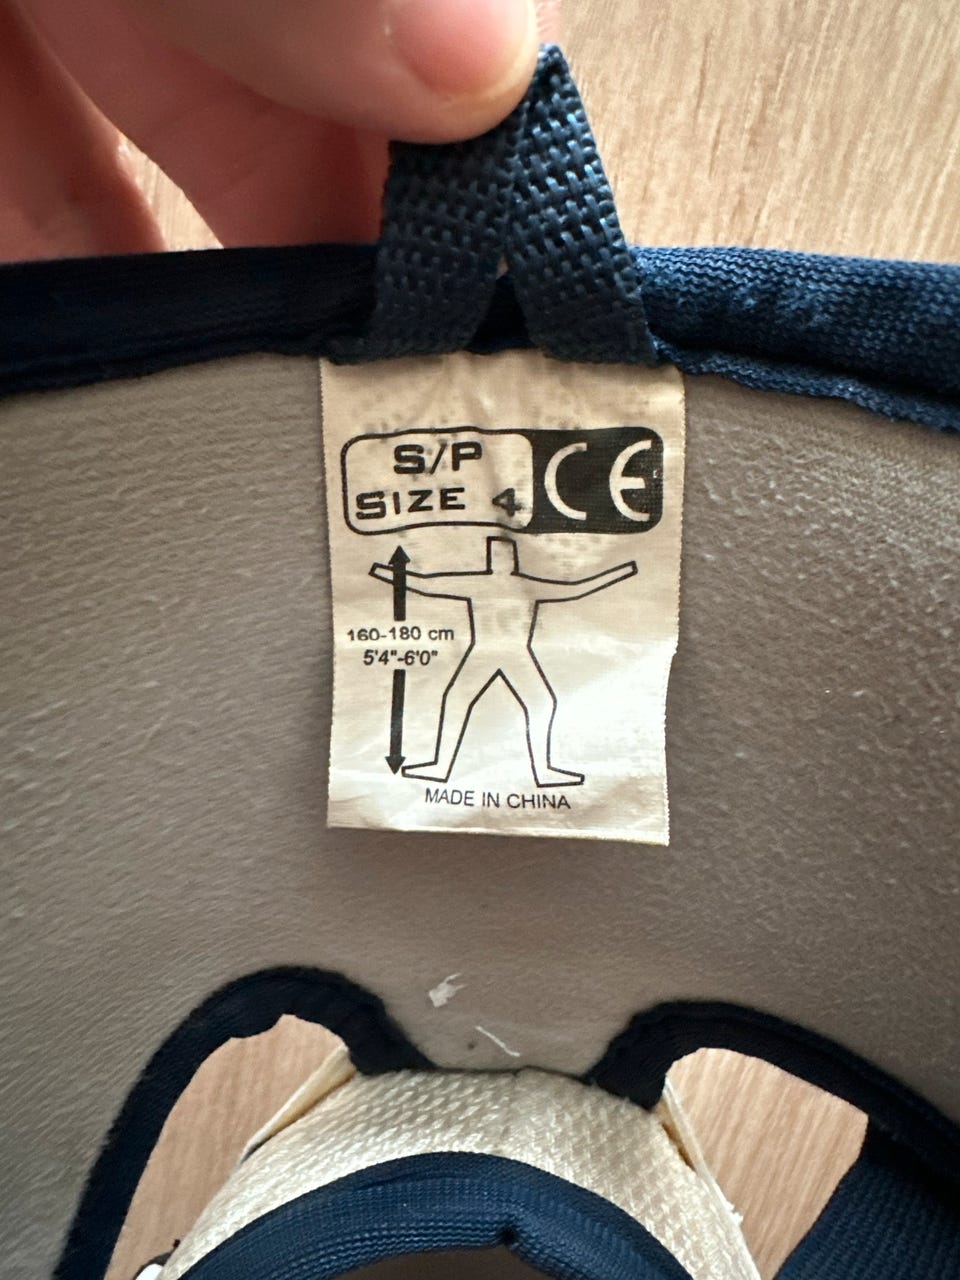 S/P
SIZE 4
CE
160-180 cm
5'4"-6'0"
MADE IN CHINA